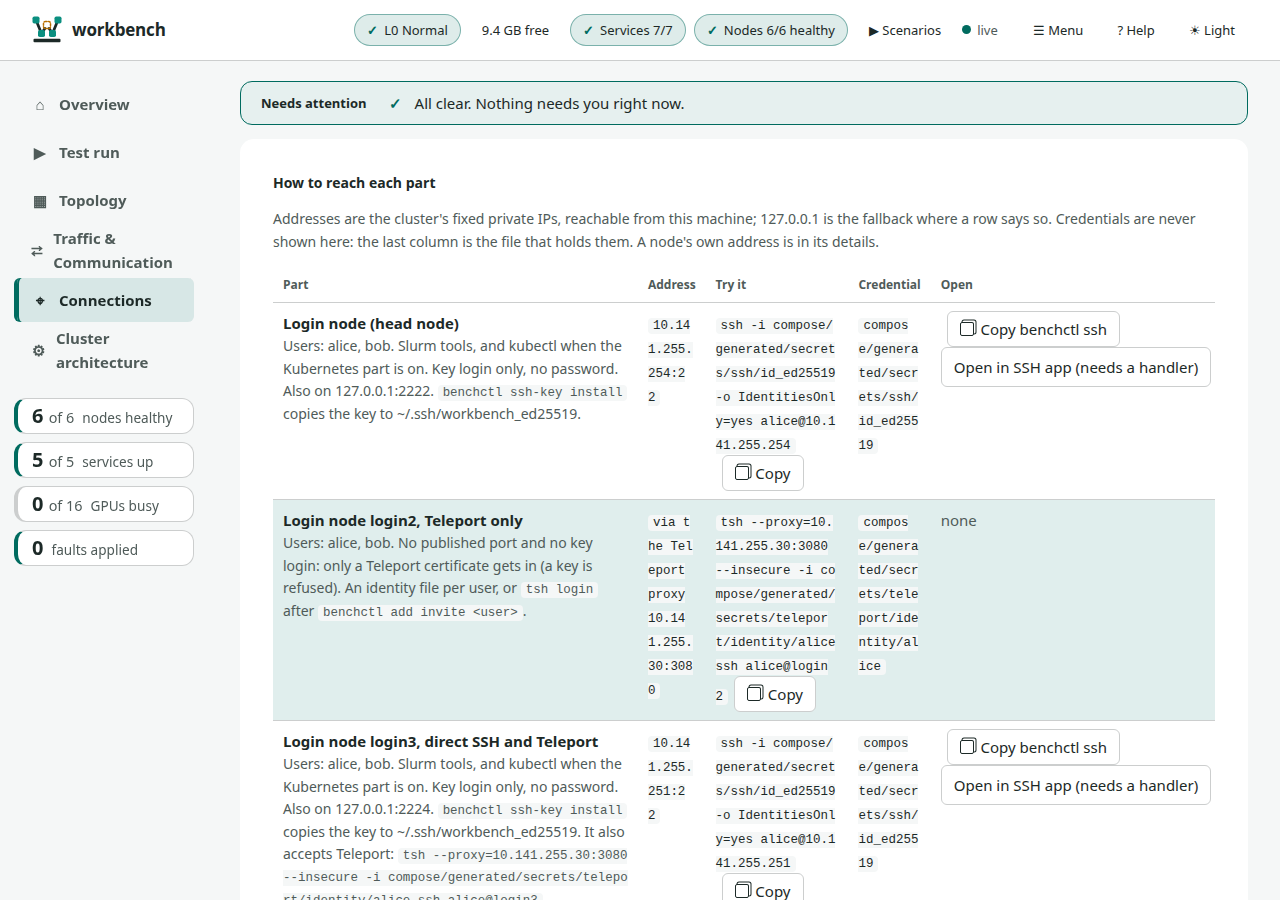 workbench
✓ L0 Normal
9.4 GB free
✓ Services 7/7
✓ Nodes 6/6 healthy
▶ Scenarios
live
☰ Menu
? Help
☀ Light
Overview
Test run
Topology
Traffic &
Communication
Connections
Cluster
architecture
6 of 6 nodes healthy
5 of 5 services up
0 of 16 GPUs busy
0 faults applied
Needs attention ✓ All clear. Nothing needs you right now.
How to reach each part
Addresses are the cluster's fixed private IPs, reachable from this machine; 127.0.0.1 is the fallback where a row says so. Credentials are never
shown here: the last column is the file that holds them. A node's own address is in its details.
Part Address Try it Credential Open
Login node (head node)
Users: alice, bob. Slurm tools, and kubectl when the
Kubernetes part is on. Key login only, no password.
Also on 127.0.0.1:2222. benchctl ssh-key install
copies the key to ~/.ssh/workbench_ed25519.
10.14
1.255.
254:2
2
ssh -i compose/
generated/secret
s/ssh/id_ed25519
-o IdentitiesOnl
y=yes alice@10.1
41.255.254
Copy
compos
e/genera
ted/secr
ets/ssh/
id_ed255
19
Copy benchctl ssh
Open in SSH app (needs a handler)
Login node login2, Teleport only
Users: alice, bob. No published port and no key
login: only a Teleport certificate gets in (a key is
refused). An identity file per user, or tsh login
after benchctl add invite <user>.
via t
he Tel
eport
proxy
10.14
1.255.
30:308
0
tsh --proxy=10.
141.255.30:3080
--insecure -i co
mpose/generated/
secrets/telepor
t/identity/alice
ssh alice@login
2 Copy
compos
e/genera
ted/secr
ets/tele
port/ide
ntity/al
ice
none
Login node login3, direct SSH and Teleport
Users: alice, bob. Slurm tools, and kubectl when the
Kubernetes part is on. Key login only, no password.
Also on 127.0.0.1:2224. benchctl ssh-key install
copies the key to ~/.ssh/workbench_ed25519. It also
accepts Teleport: tsh --proxy=10.141.255.30:3080
--insecure -i compose/generated/secrets/telepo
rt/identity/alice ssh alice@login3
10.14
1.255.
251:2
2
ssh -i compose/
generated/secret
s/ssh/id_ed25519
-o IdentitiesOnl
y=yes alice@10.1
41.255.251
Copy
compos
e/genera
ted/secr
ets/ssh/
id_ed255
19
Copy benchctl ssh
Open in SSH app (needs a handler)